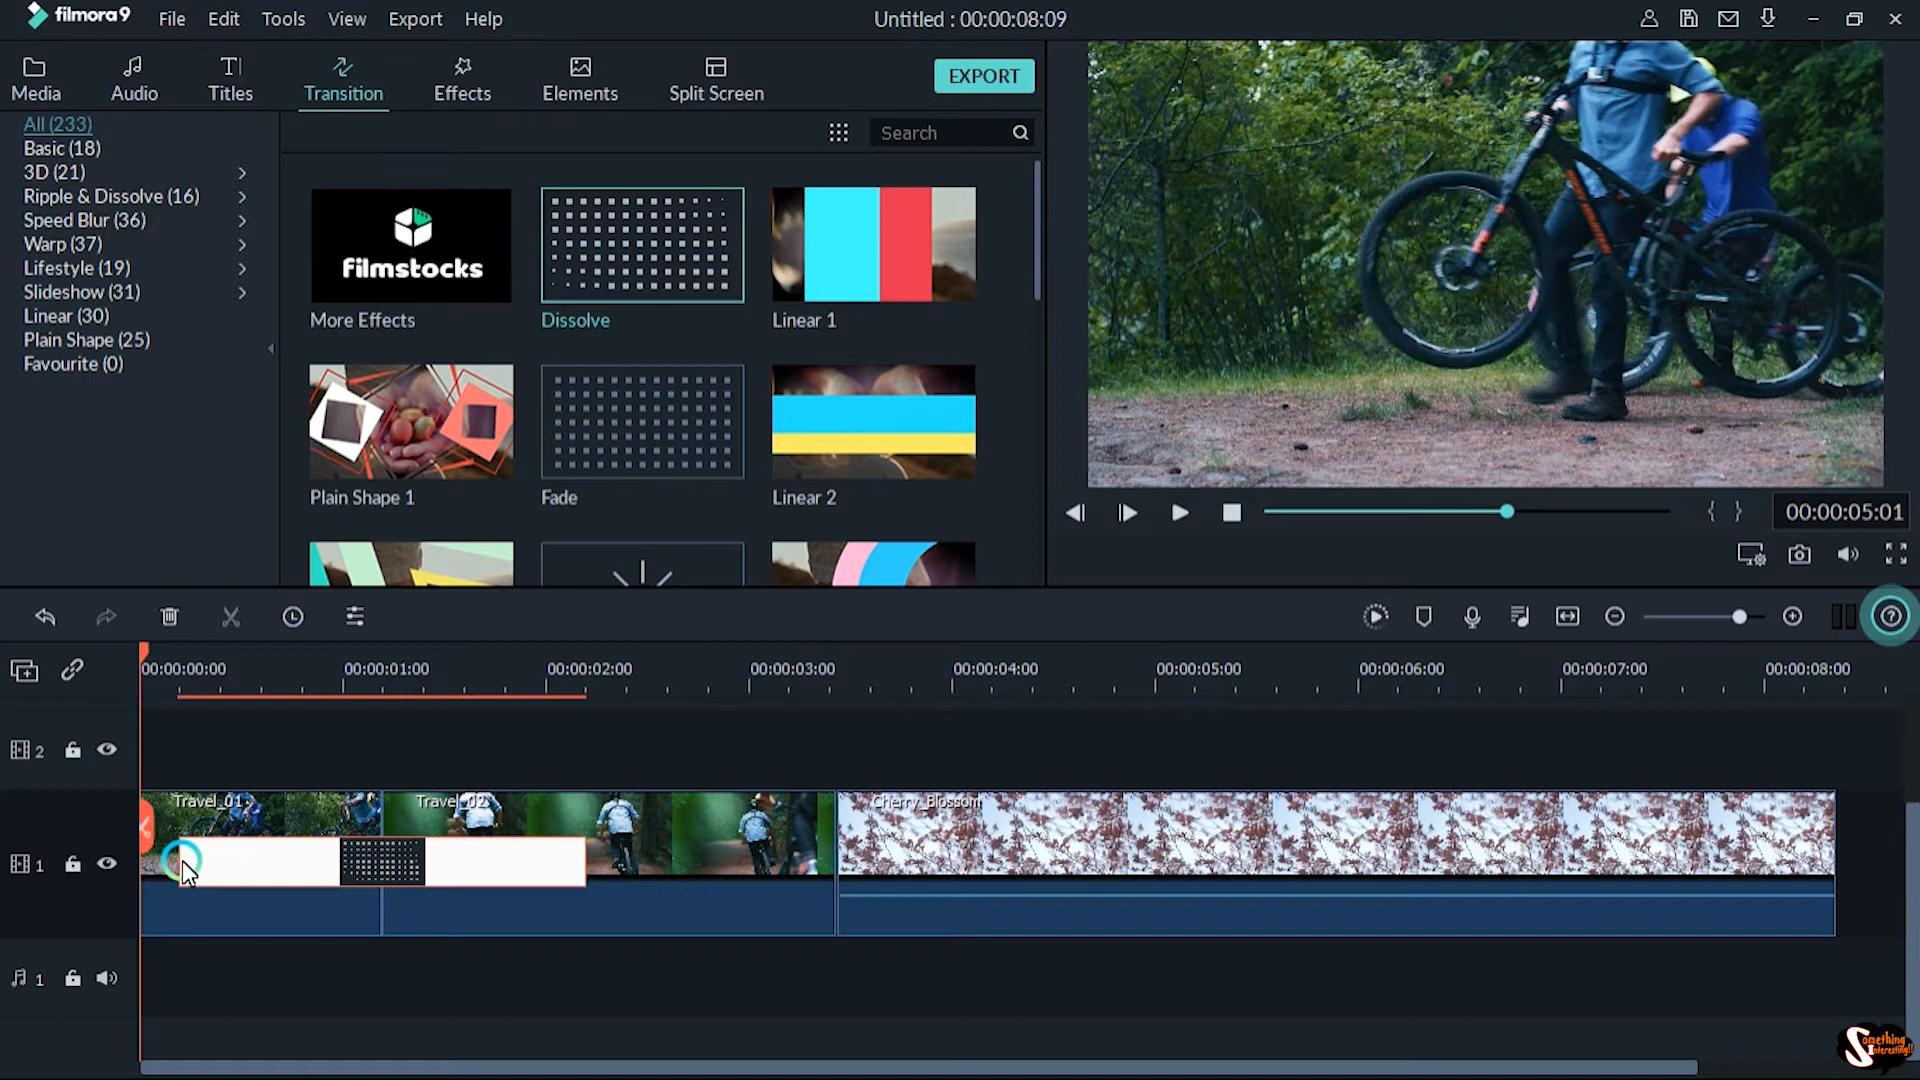 filmora9
File Edit Tools View Export Help
Untitled : 00:00:08:09
Media Audio Titles Transition Effects Elements Split Screen
EXPORT
All (233)
Basic (18)
3D (21)
Ripple & Dissolve (16)
Speed Blur (36)
Warp (37)
Lifestyle (19)
Slideshow (31)
Linear (30)
Plain Shape (25)
Favourite (0)
Search
filmstocks
More Effects Dissolve Linear 1
Plain Shape 1 Fade Linear 2
00:00:05:01
00:00:00:00 00:00:01:00 00:00:02:00 00:00:03:00 00:00:04:00 00:00:05:00 00:00:06:00 00:00:07:00 00:00:08:00
2
Travel_01 Travel_02 Cherry_Blossom
1
1
Something
Interesting!!